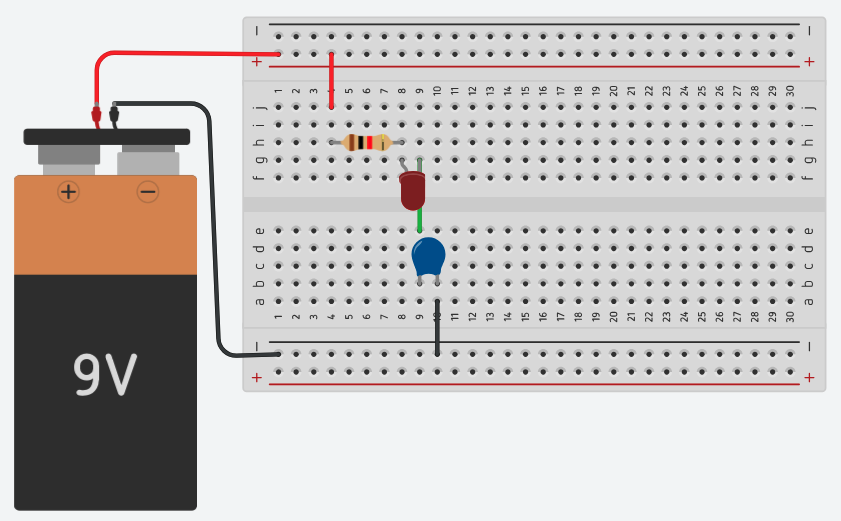 − −
+ +
1 2 3 4 5 6 7 8 9 10 11 12 13 14 15 16 17 18 19 20 21 22 23 24 25 26 27 28 29 30
j j
i i
h h
g g
f f
+ −
e e
d d
c c
b b
a a
1 2 3 4 5 6 7 8 9 10 11 12 13 14 15 16 17 18 19 20 21 22 23 24 25 26 27 28 29 30
− −
9V
+ +